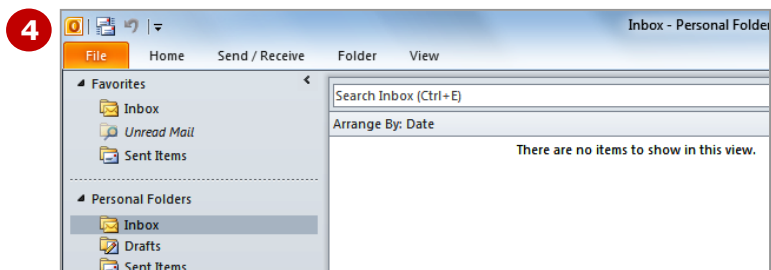 4
Inbox - Personal Folder
File Home Send / Receive Folder View
Favorites
Inbox
Unread Mail
Sent Items
Personal Folders
Inbox
Drafts
Sent Items
Search Inbox (Ctrl+E)
Arrange By: Date
There are no items to show in this view.